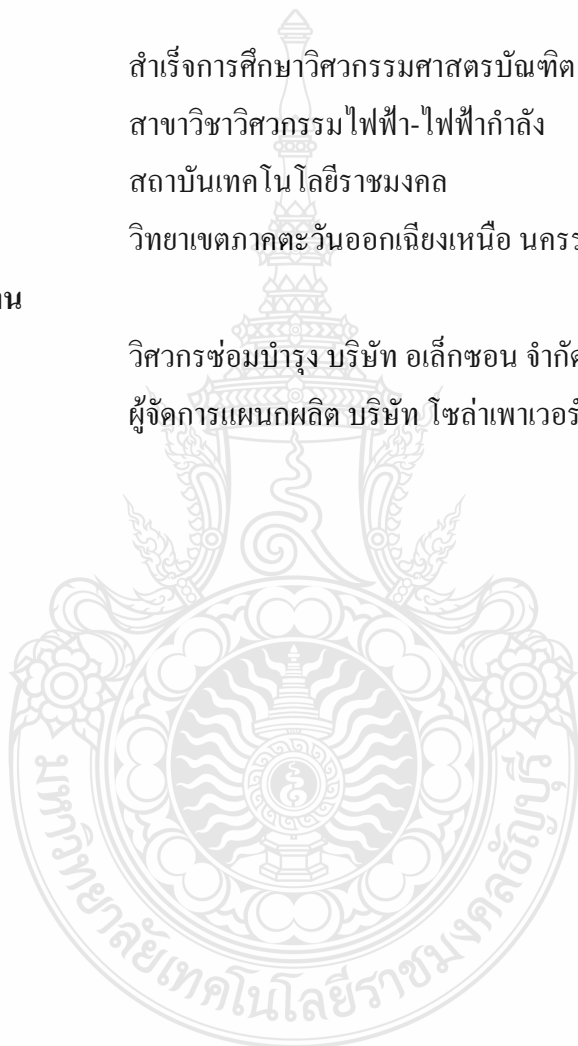 สำเร็จการศึกษาวิศวกรรมศาสตรบัณฑิต
สาขาวิชาวิศวกรรมไฟฟ้า-ไฟฟ้ากำลัง
สถาบันเทคโนโลยีราชมงคล
วิทยาเขตภาคตะวันออกเฉียงเหนือ
วิศวกรซ่อมบำรุง บริษัท อเล็กซอน จำกัด
ผู้จัดการแผนกผลิต บริษัท โซล่าเพาเวอร์
มหาวิทยาลัยเทคโนโลยีราชมงคลธัญบุรี